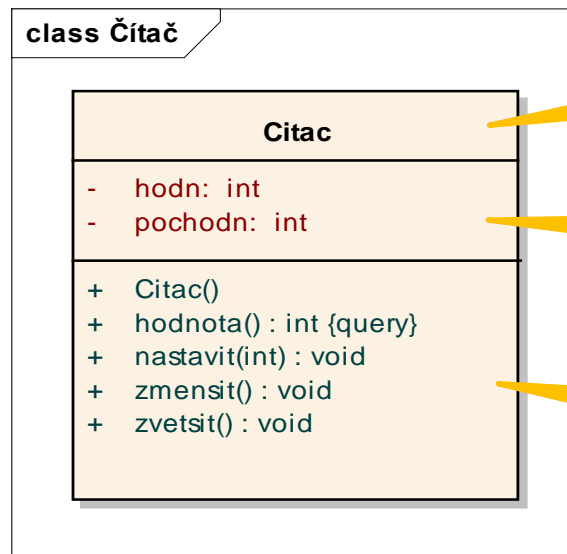 class Čítač
Citac
- hodn: int
- pochodn: int
+ Citac()
+ hodnota() : int {query}
+ nastavit(int) : void
+ zmensit() : void
+ zvetsit() : void